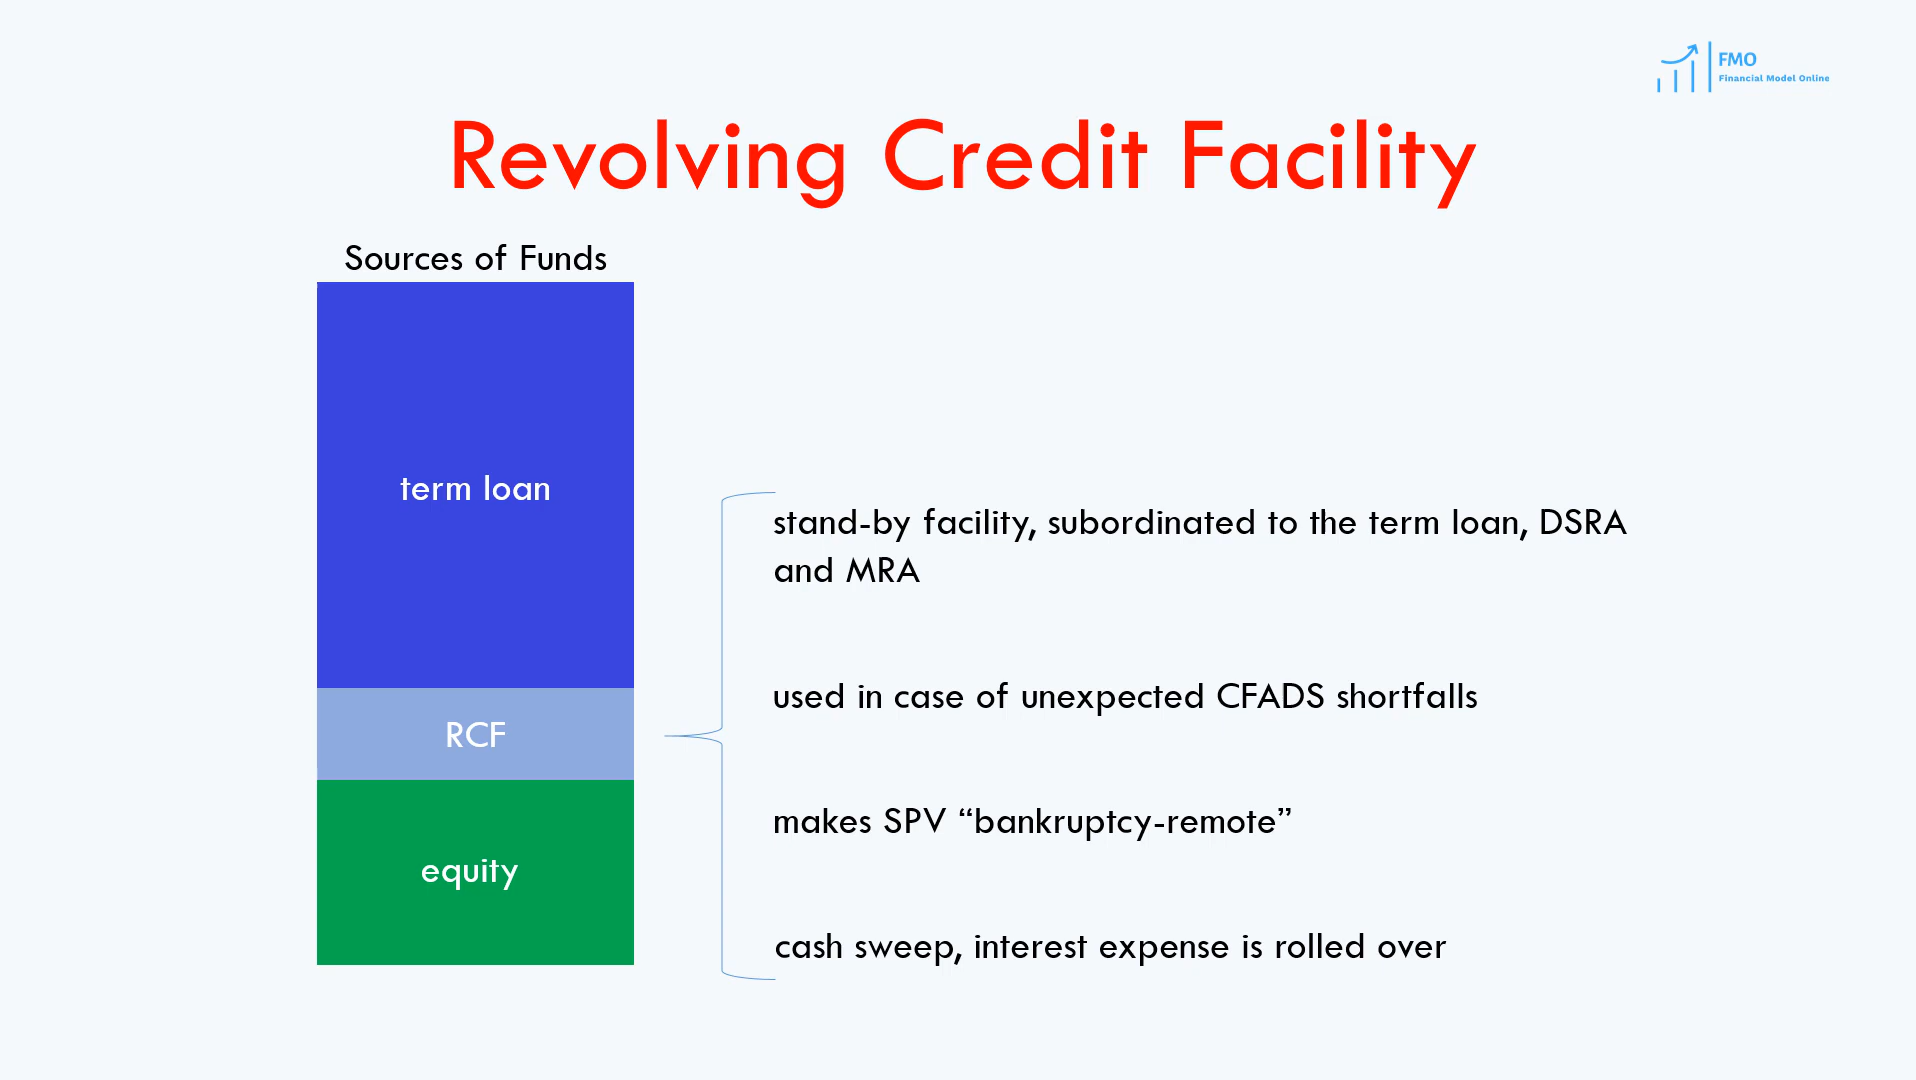 FMO
Financial Model Online
Revolving Credit Facility
Sources of Funds
term loan
RCF
equity
stand-by facility, subordinated to the term loan, DSRA
and MRA
used in case of unexpected CFADS shortfalls
makes SPV “bankruptcy-remote”
cash sweep, interest expense is rolled over